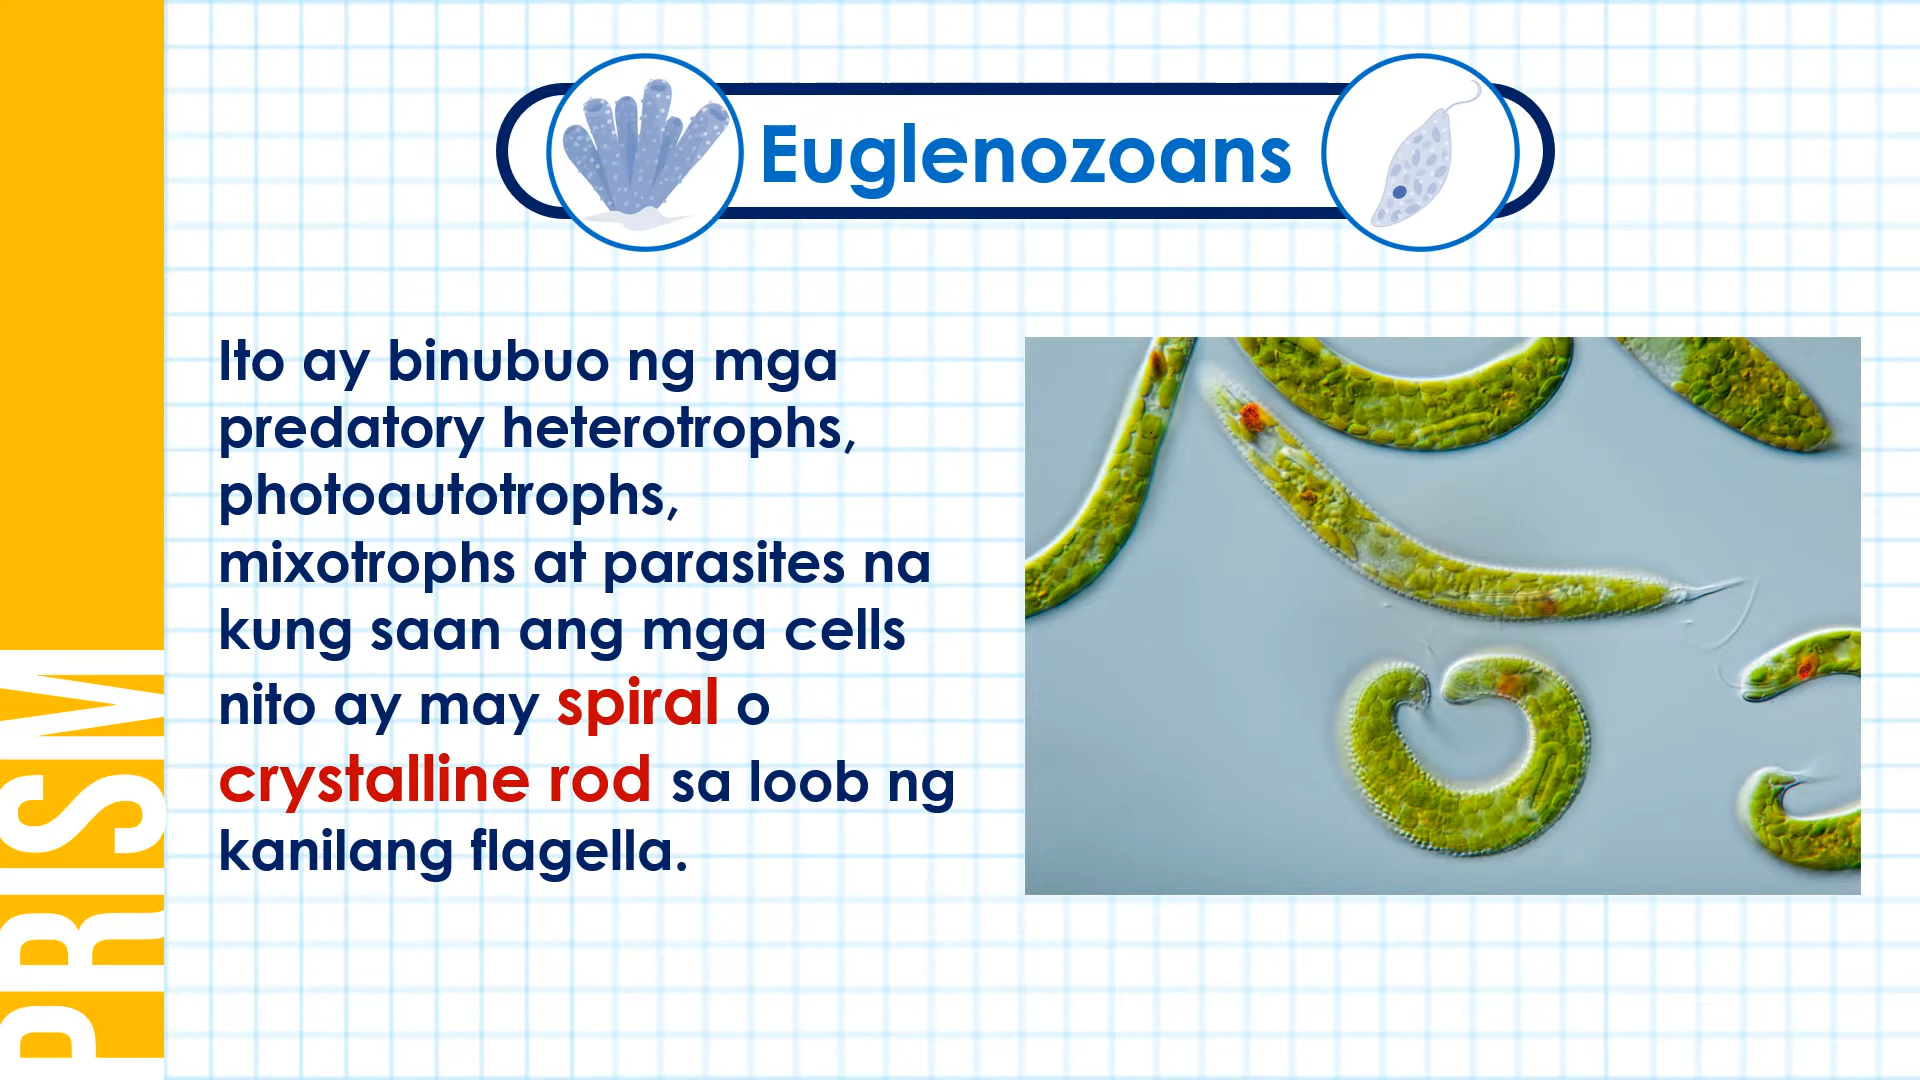 Euglenozoans
Ito ay binubuo ng mga
predatory heterotrophs,
photoautotrophs,
mixotrophs at parasites na
kung saan ang mga cells
nito ay may spiral o
crystalline rod sa loob ng
kanilang flagella.
PRISM